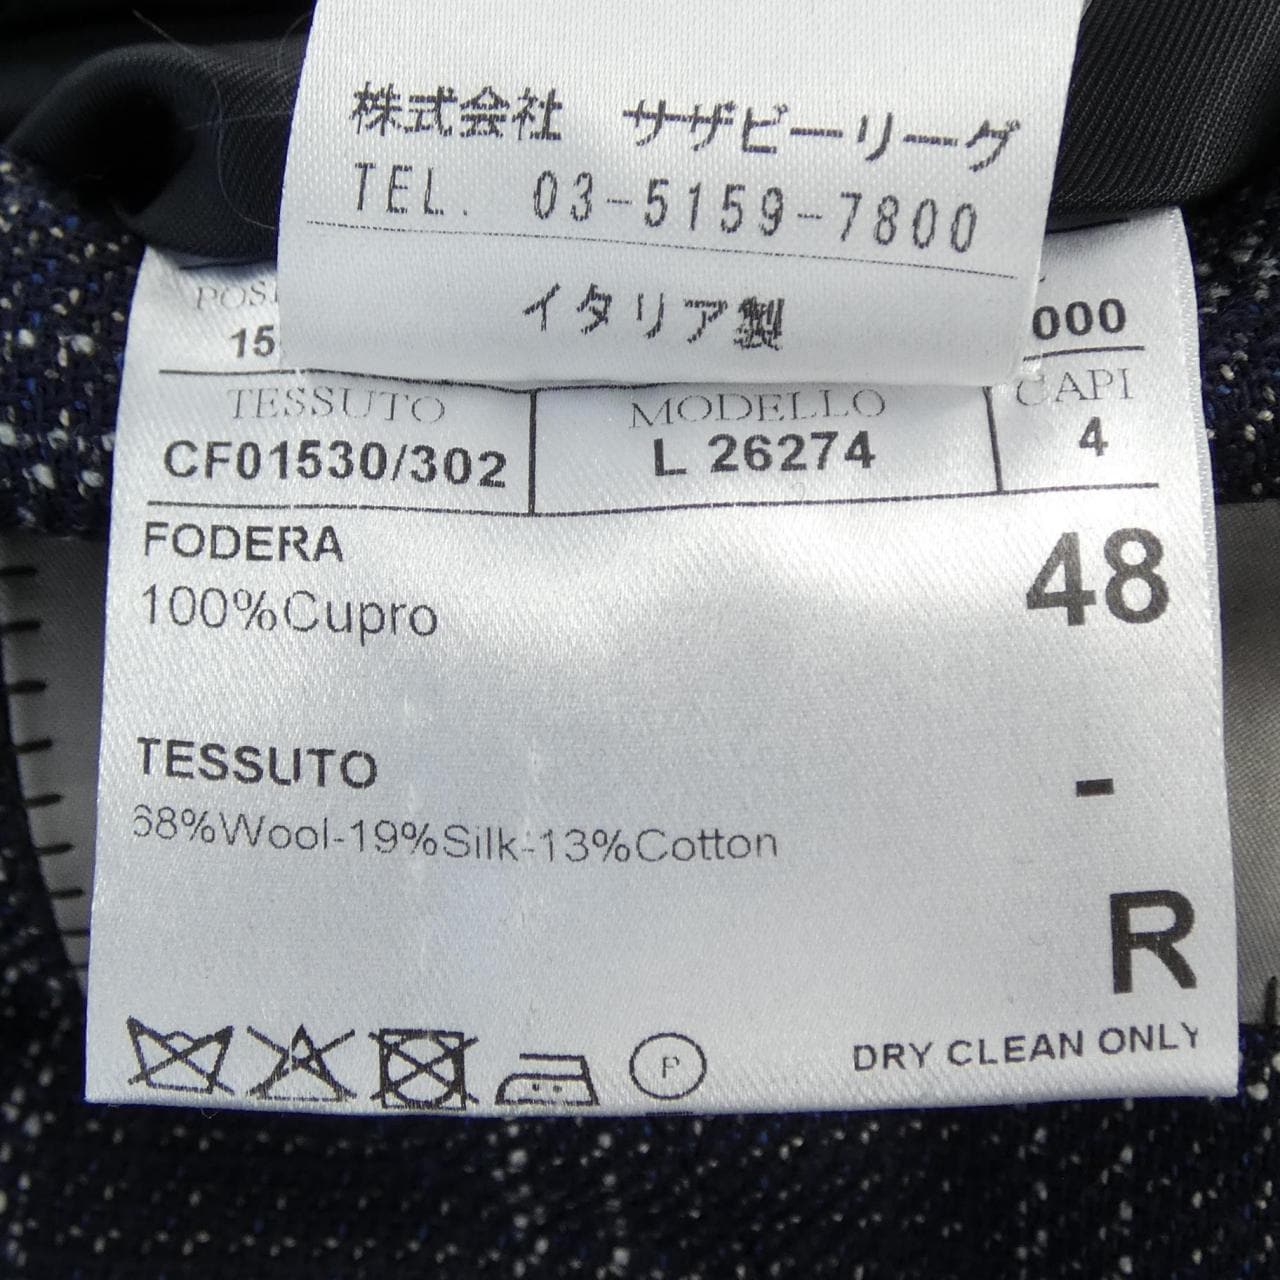 株式会社 サザビーリーグ
TEL. 03-5159-7800
イタリア製
TESSUTO MODELLO CAPI
CF01530/302 L 26274 4
FODERA
100%Cupro
48
TESSUTO
-
68%Wool-19%Silk-13%Cotton
R
P
DRY CLEAN ONLY